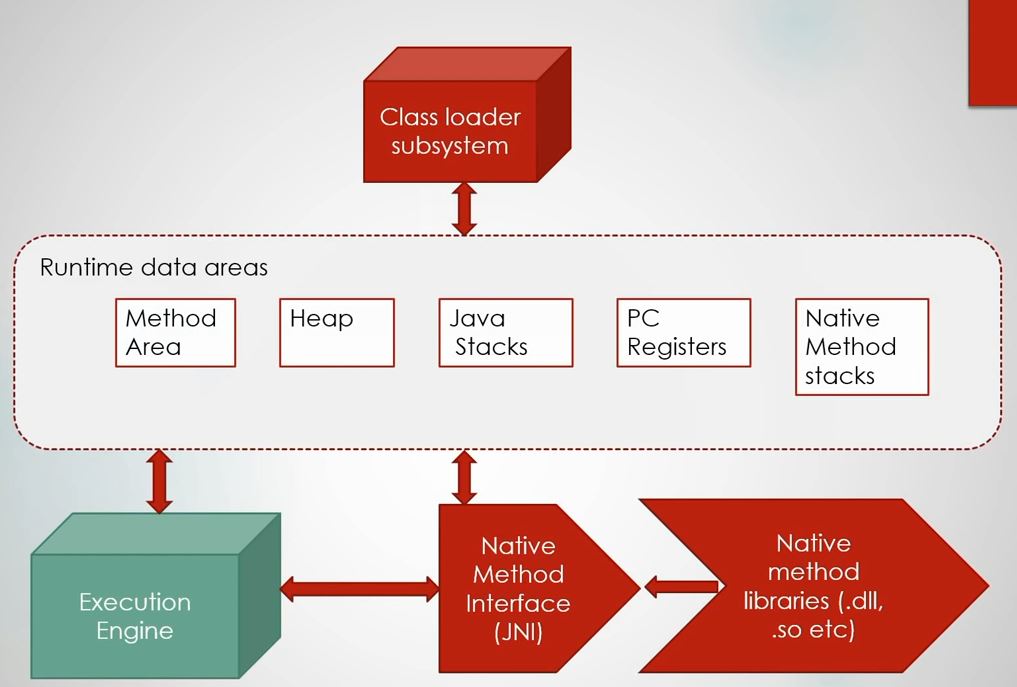 Class loader
subsystem
Runtime data areas
Method
Area
Heap
Java
Stacks
PC
Registers
Native
Method
stacks
Execution
Engine
Native
Method
Interface
(JNI)
Native
method
libraries (.dll,
.so etc)